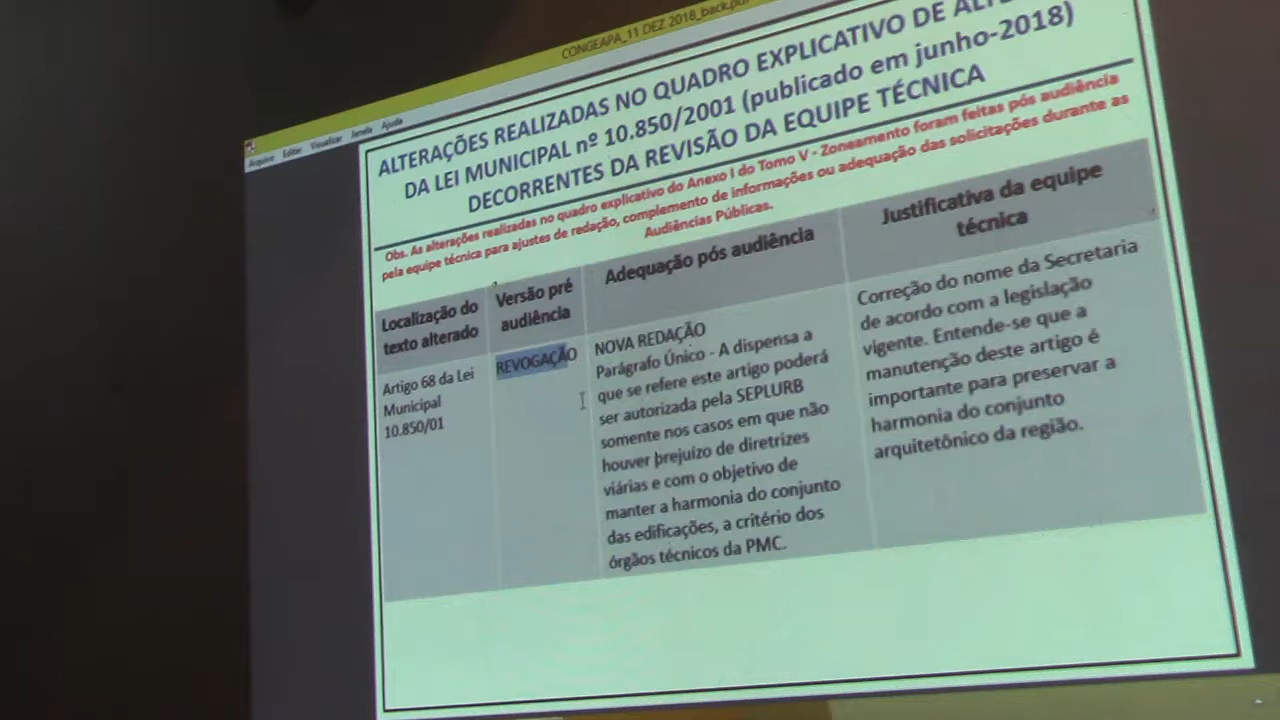 CONGEAPA_11 DEZ 2018_back.pdf
Arquivo Editar Visualizar Janela Ajuda
ALTERAÇÕES REALIZADAS NO QUADRO EXPLICATIVO DE
DA LEI MUNICIPAL nº 10.850/2001 (publicado em junho-2018)
DECORRENTES DA REVISÃO DA EQUIPE TÉCNICA
Obs. As alterações realizadas no quadro explicativo do Anexo I do Tomo V - Zoneamento foram feitas pós audiência
pela equipe técnica para ajustes de redação, complemento de informações ou adequação das solicitações durante as
Audiências Públicas.
Localização do
texto alterado
Versão pré
audiência
Adequação pós audiência
Justificativa da equipe
técnica
Artigo 68 da Lei
Municipal
10.850/01
REVOGAÇÃO
NOVA REDAÇÃO
Parágrafo Único - A dispensa a
que se refere este artigo poderá
ser autorizada pela SEPLURB
somente nos casos em que não
houver prejuízo de diretrizes
viárias e com o objetivo de
manter a harmonia do conjunto
das edificações, a critério dos
órgãos técnicos da PMC.
Correção do nome da Secretaria
de acordo com a legislação
vigente. Entende-se que a
manutenção deste artigo é
importante para preservar a
harmonia do conjunto
arquitetônico da região.